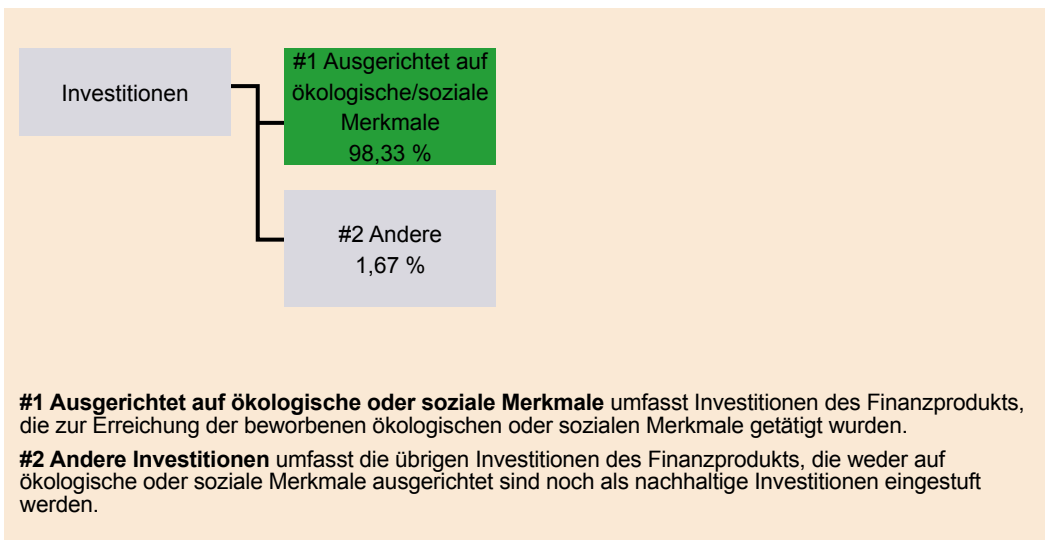 Investitionen
#1 Ausgerichtet auf
ökologische/soziale
Merkmale
98,33 %
#2 Andere
1,67 %
#1 Ausgerichtet auf ökologische oder soziale Merkmale umfasst Investitionen des Finanzprodukts,
die zur Erreichung der beworbenen ökologischen oder sozialen Merkmale getätigt wurden.
#2 Andere Investitionen umfasst die übrigen Investitionen des Finanzprodukts, die weder auf
ökologische oder soziale Merkmale ausgerichtet sind noch als nachhaltige Investitionen eingestuft
werden.